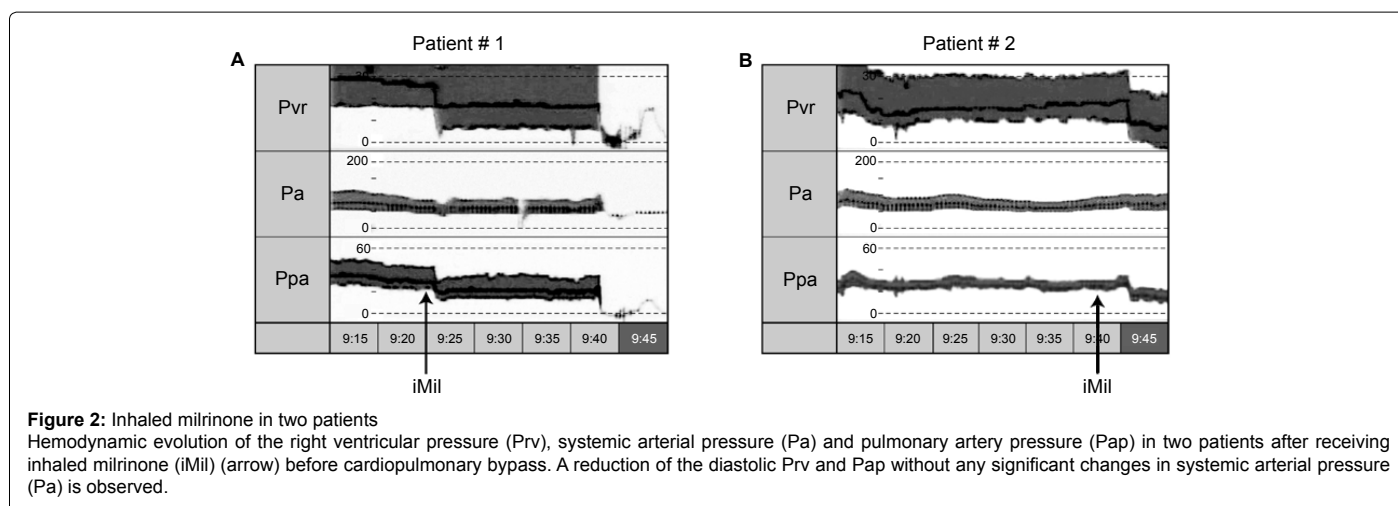 Patient # 1
Patient # 2
A
B
Pvr
30
0
Pa
200
0
Ppa
60
0
9:15 9:20 9:25 9:30 9:35 9:40 9:45
iMil
Pvr
30
0
Pa
200
0
Ppa
60
0
9:15 9:20 9:25 9:30 9:35 9:40 9:45
iMil
Figure 2: Inhaled milrinone in two patients
Hemodynamic evolution of the right ventricular pressure (Prv), systemic arterial pressure (Pa) and pulmonary artery pressure (Pap) in two patients after receiving
inhaled milrinone (iMil) (arrow) before cardiopulmonary bypass. A reduction of the diastolic Prv and Pap without any significant changes in systemic arterial pressure
(Pa) is observed.